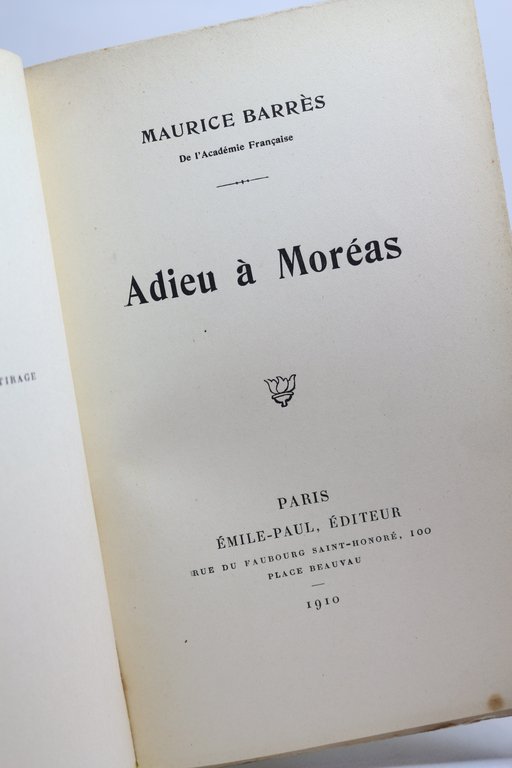 TIRAGE
MAURICE BARRÈS
De l'Académie Française
Adieu à Moréas
PARIS
ÉMILE-PAUL, ÉDITEUR
RUE DU FAUBOURG SAINT-HONORÉ, 100
PLACE BEAUVAU
1910